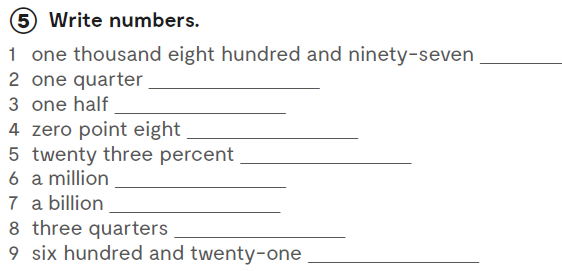 5 Write numbers.
1 one thousand eight hundred and ninety-seven ________
2 one quarter ________________
3 one half ________________
4 zero point eight ________________
5 twenty three percent ________________
6 a million ________________
7 a billion ________________
8 three quarters ________________
9 six hundred and twenty-one ________________